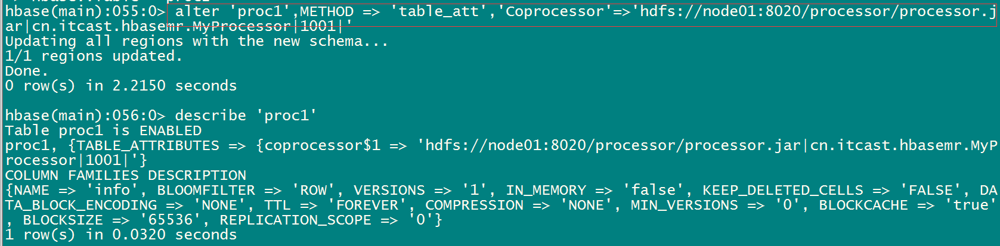 hbase(main):055:0> alter 'proc1',METHOD => 'table_att','Coprocessor'=>'hdfs://node01:8020/processor/processor.j
ar|cn.itcast.hbasemr.MyProcessor|1001|'
Updating all regions with the new schema...
1/1 regions updated.
Done.
0 row(s) in 2.2150 seconds
hbase(main):056:0> describe 'proc1'
Table proc1 is ENABLED
proc1, {TABLE_ATTRIBUTES => {coprocessor$1 => 'hdfs://node01:8020/processor/processor.jar|cn.itcast.hbasemr.MyP
rocessor|1001|'}
COLUMN FAMILIES DESCRIPTION
{NAME => 'info', BLOOMFILTER => 'ROW', VERSIONS => '1', IN_MEMORY => 'false', KEEP_DELETED_CELLS => 'FALSE', DA
TA_BLOCK_ENCODING => 'NONE', TTL => 'FOREVER', COMPRESSION => 'NONE', MIN_VERSIONS => '0', BLOCKCACHE => 'true'
, BLOCKSIZE => '65536', REPLICATION_SCOPE => '0'}
1 row(s) in 0.0320 seconds